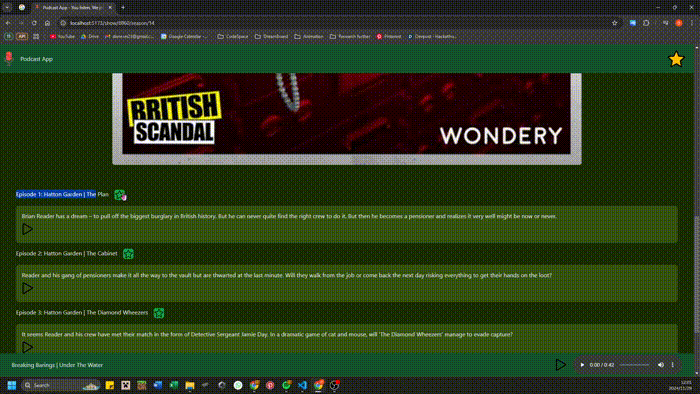 Podcast App - You listen, We p
localhost:5173/show/8860/season/14
YouTube
Drive
Google Calendar -
CodeSpace
DreamBoard
Animation
Research further
Pinterest
Podcast App
BRITISH
SCANDAL
WONDERY
Episode 1: Hatton Garden | The Plan
Brian Reader has a dream – to pull off the biggest burglary in British history. But he can never quite find the right crew to do it. But then he becomes a pensioner and realizes it very well might be now or never.
Episode 2: Hatton Garden | The Cabinet
Reader and his gang of pensioners make it all the way to the vault but are thwarted at the last minute. Will they walk from the job or come back the next day risking everything to get their hands on the loot?
Episode 3: Hatton Garden | The Diamond Wheezers
It seems Reader and his crew have met their match in the form of Detective Sergeant Jamie Day. In a dramatic game of cat and mouse, will 'The Diamond Wheezers' manage to evade capture?
Breaking Barings | Under The Water
0:00 / 0:42
Search